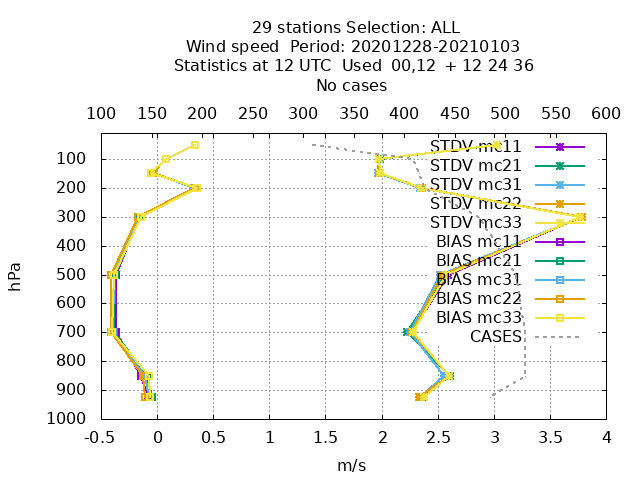 29 stations Selection: ALL
Wind speed  Period: 20201228-20210103
Statistics at 12 UTC  Used  00,12  + 12 24 36
No cases
100 150 200 250 300 350 400 450 500 550 600
STDV mc11
100
STDV mc21
STDV mc31
200
STDV mc22
300
STDV mc33
400
BIAS mc11
BIAS mc21
500
BIAS mc31
600
BIAS mc22
BIAS mc33
700
CASES
800
900
1000
hPa
-0.5 0 0.5 1 1.5 2 2.5 3 3.5 4
m/s